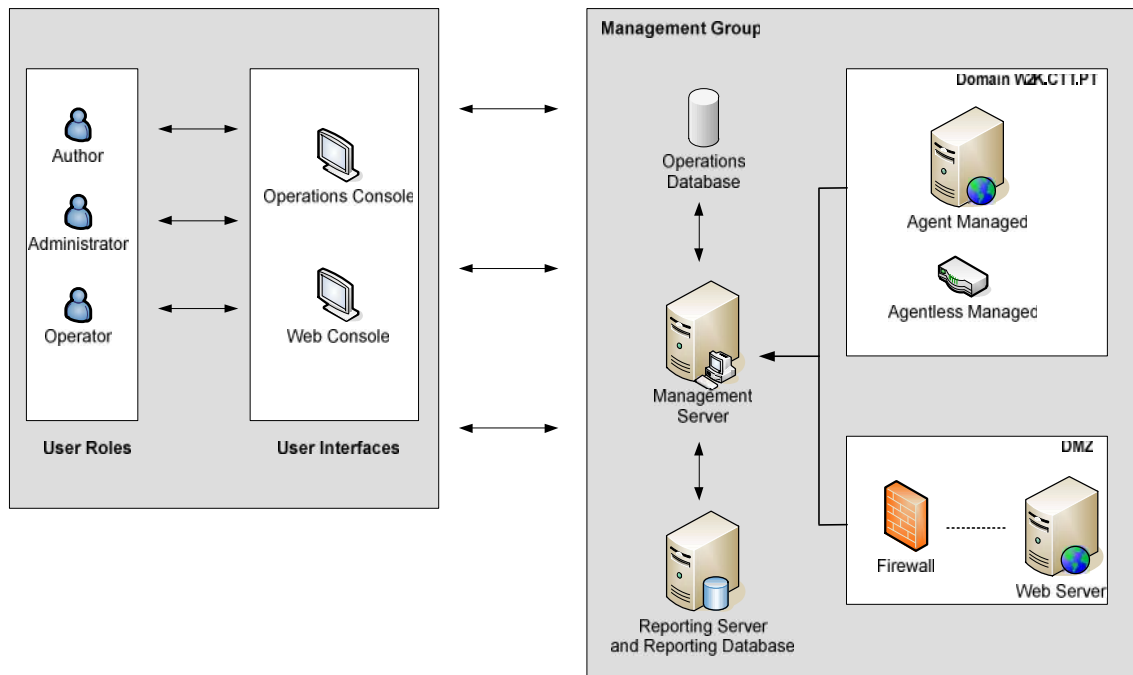 Author
Administrator
Operator
User Roles
Operations Console
Web Console
User Interfaces
Management Group
Operations
Database
Management
Server
Reporting Server
and Reporting Database
Domain W2K.CTT.PT
Agent Managed
Agentless Managed
DMZ
Firewall
Web Server